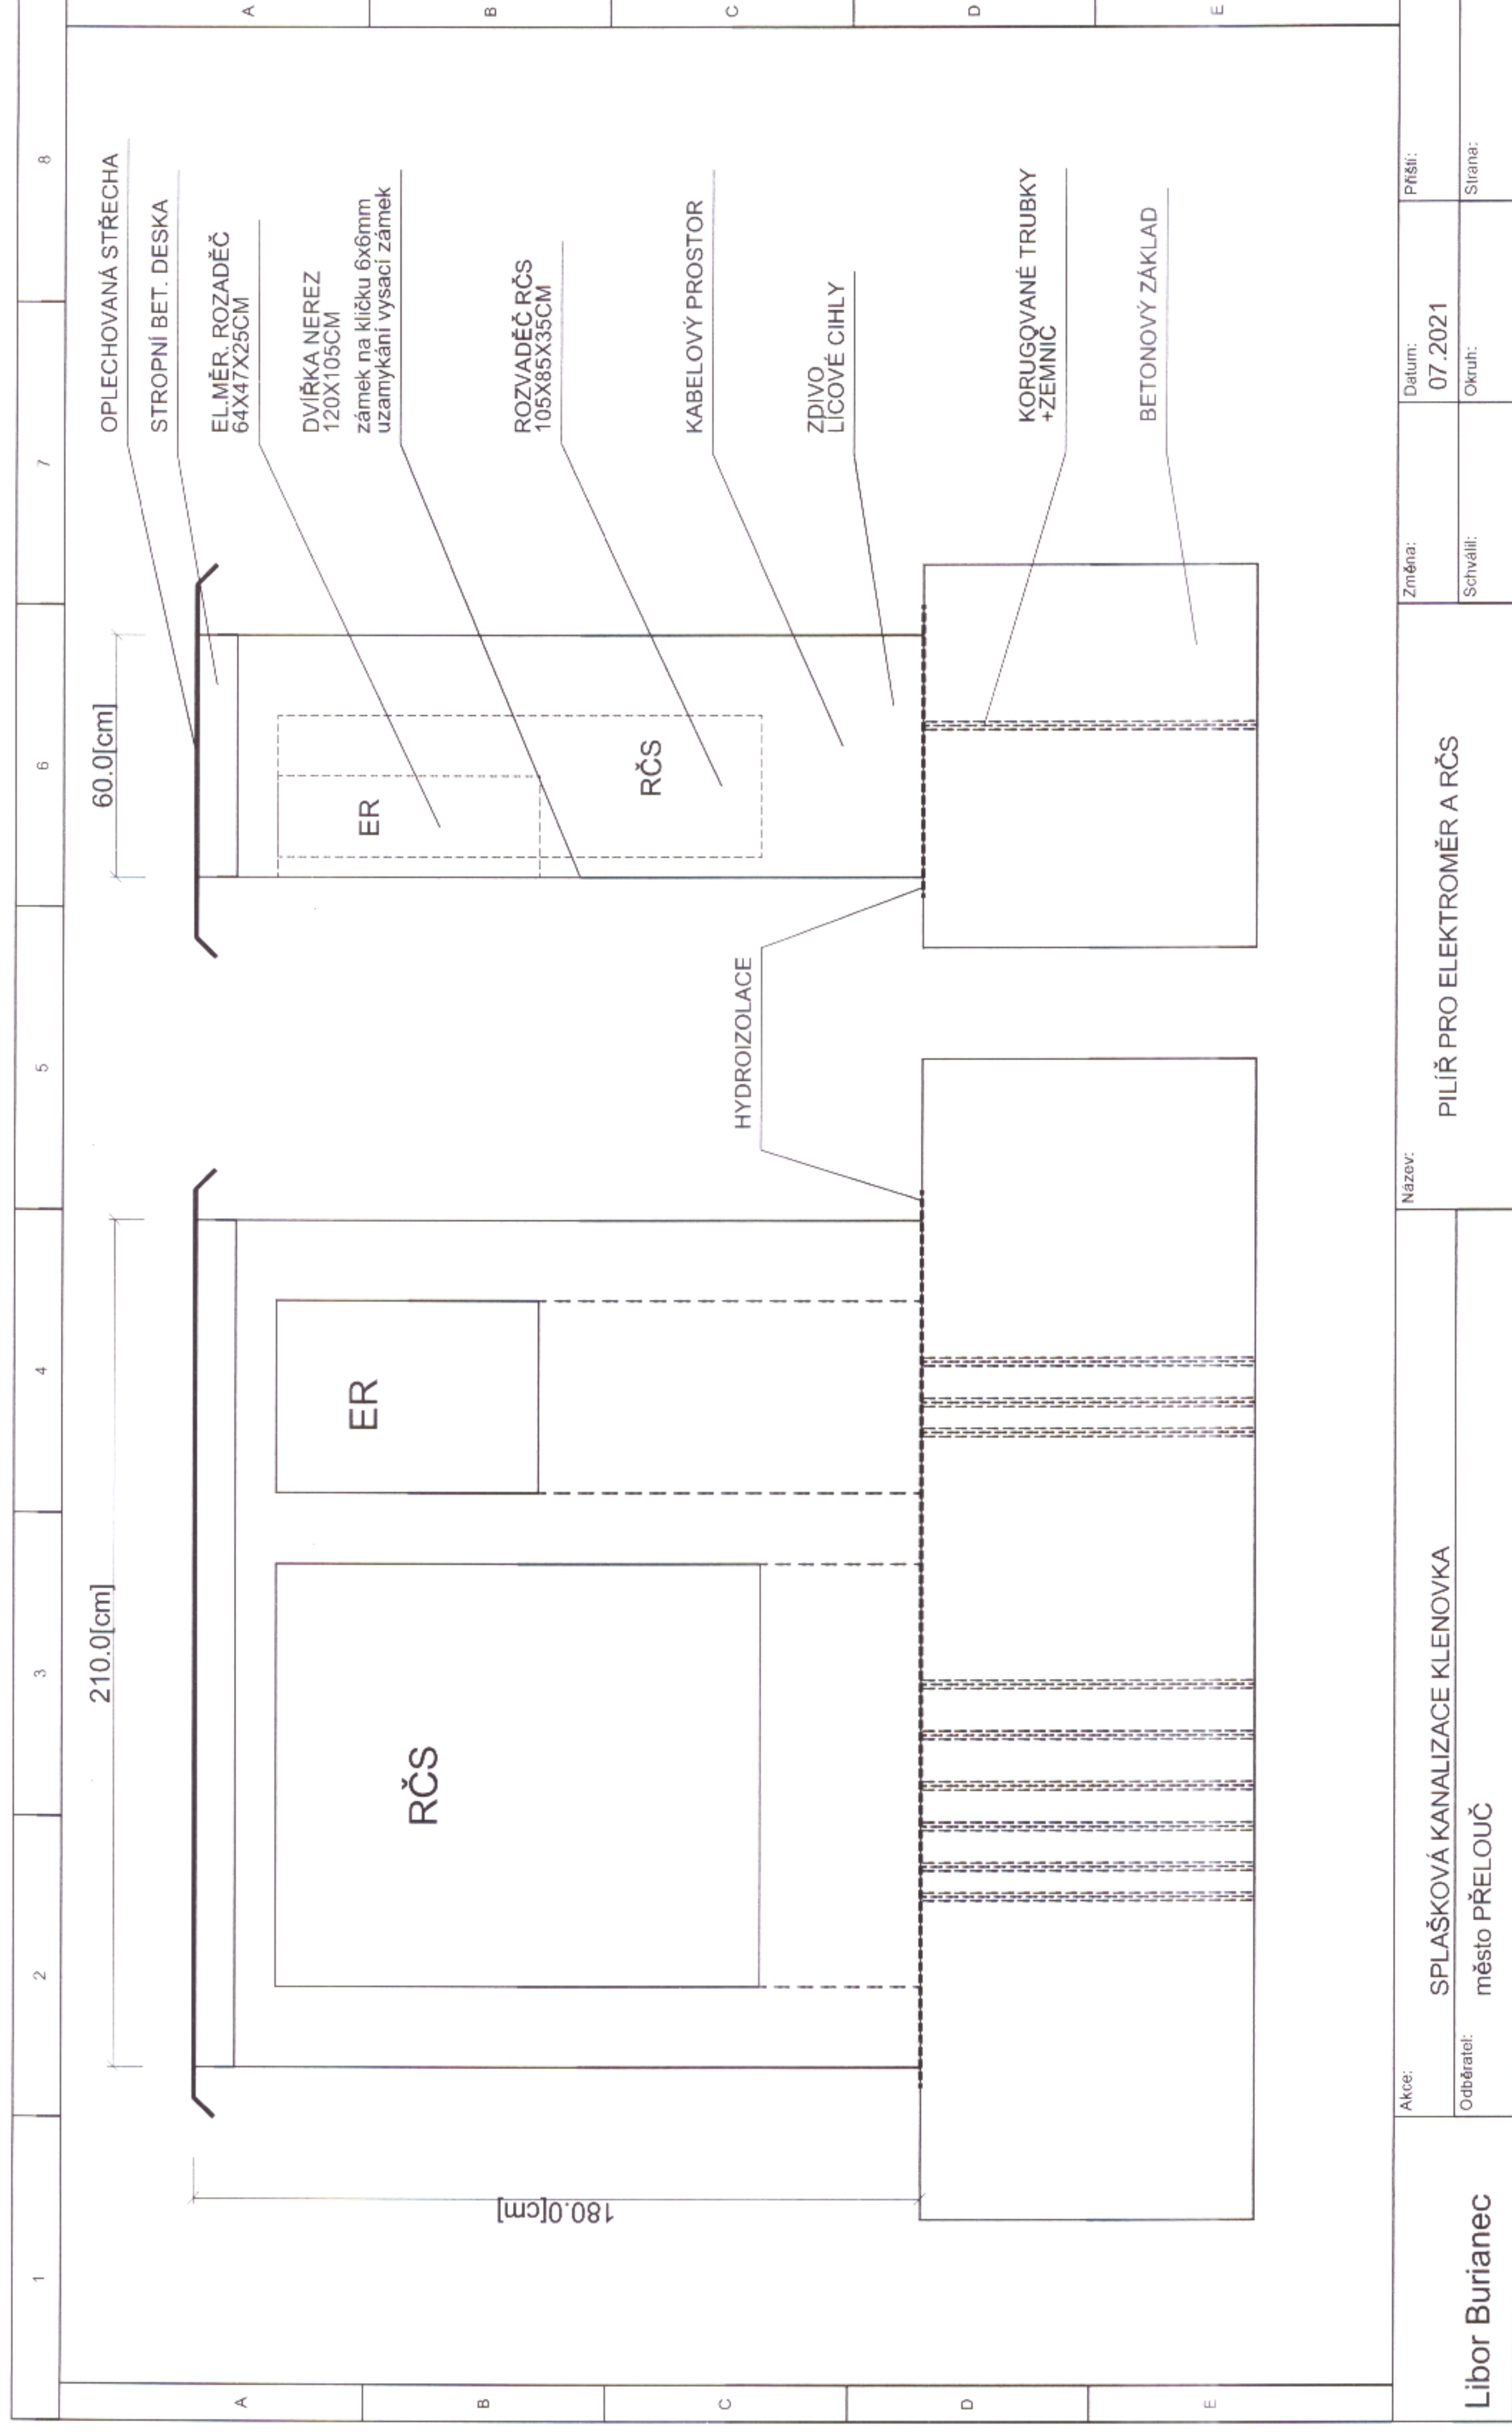 1
2
3
4
5
6
7
8
A
B
C
D
E
A
B
C
D
E
210.0[cm]
60.0[cm]
180.0[cm]
RČS
ER
ER
RČS
HYDROIZOLACE
OPLECHOVANÁ STŘECHA
STROPNÍ BET. DESKA
EL.MĚR. ROZADĚČ
64X47X25CM
DVÍŘKA NEREZ
120X105CM
zámek na kličku 6x6mm
uzamykání vysací zámek
ROZVADĚČ RČS
105X85X35CM
KABELOVÝ PROSTOR
ZDIVO
LÍCOVÉ CIHLY
KORUGOVANÉ TRUBKY
+ZEMNIČ
BETONOVÝ ZÁKLAD
Libor Burianec
Akce:
SPLAŠKOVÁ KANALIZACE KLENOVKA
Odběratel:
město PŘELOUČ
Název:
PILÍŘ PRO ELEKTROMĚR A RČS
Změna:
Datum:
07.2021
Příští:
Schválil:
Okruh:
Strana: